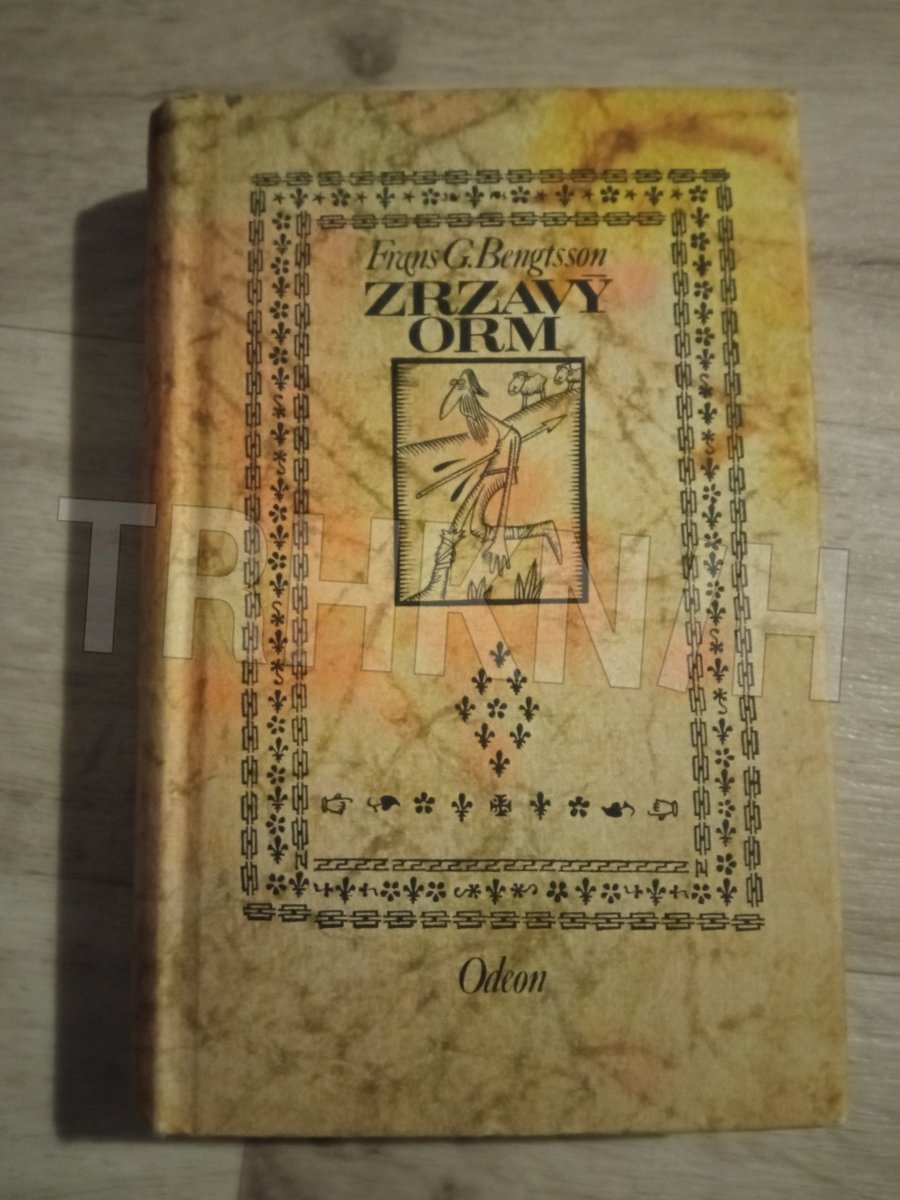 Frans G. Bengtsson
ZRZAVÝ
ORM
TRHKNIH
Odeon